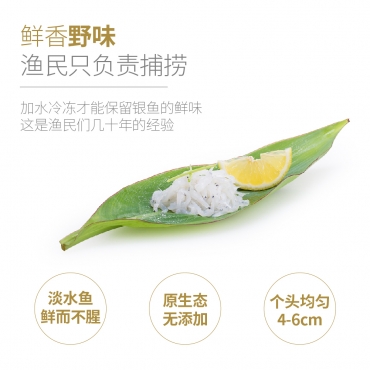 鲜香野味
渔民只负责捕捞
加水冷冻才能保留银鱼的鲜味
这是渔民们几十年的经验
淡水鱼
鲜而不腥
原生态
无添加
个头均匀
4-6cm